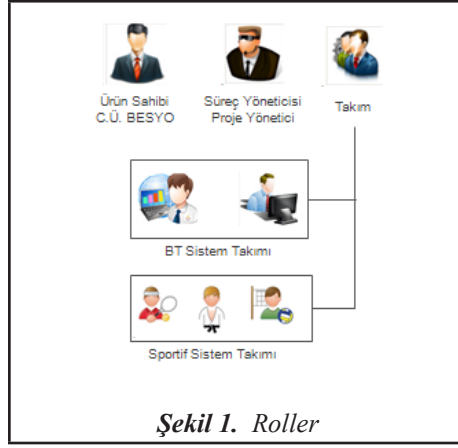 Ürün Sahibi
C.Ü. BESYO
Süreç Yöneticisi
Proje Yönetici
Takım
BT Sistem Takımı
Sportif Sistem Takımı
Şekil 1. Roller